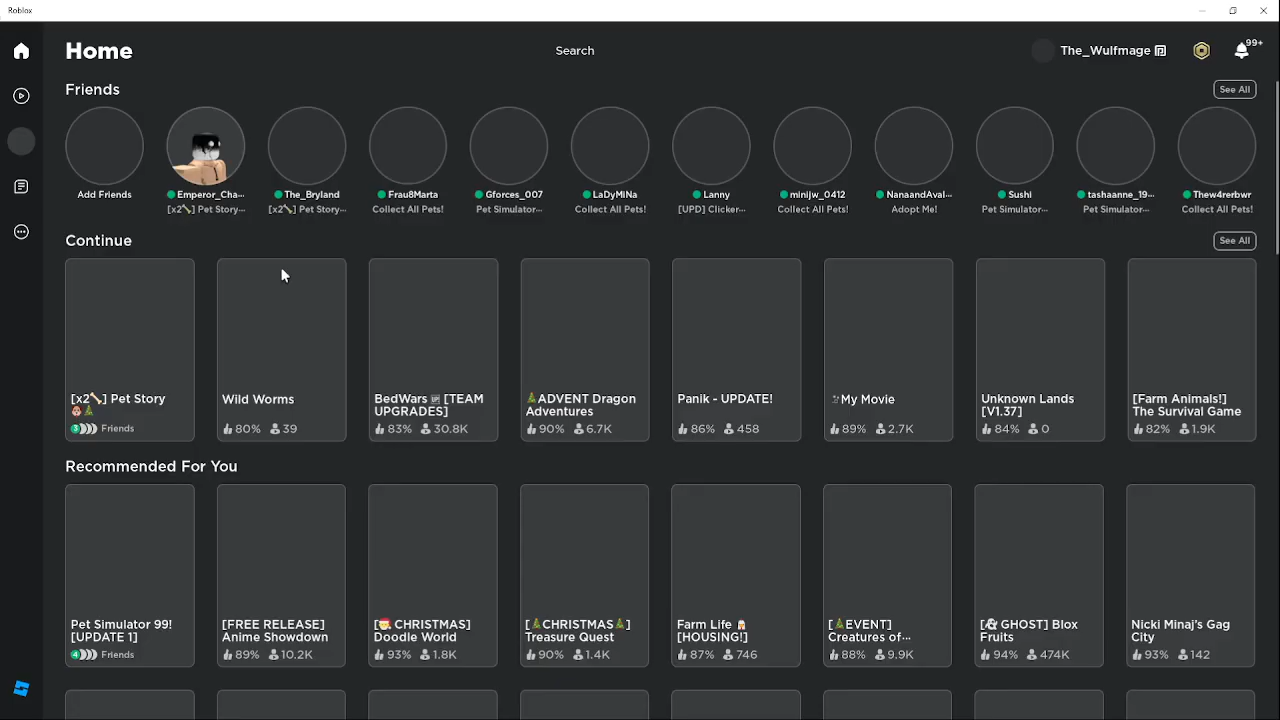 Roblox
Home
Search
The_Wulfmage
99+
Friends
See All
Add Friends
Emperor_Cha...
The_Bryland
Frau8Marta
Gforces_007
LaDyMINa
Lanny
minijw_0412
NanaandAval...
Sushi
tashaanne_19...
Thew4rerbwr
[x2🦴] Pet Story...
[x2🦴] Pet Story...
Collect All Pets!
Pet Simulator...
Collect All Pets!
[UPD] Clicker...
Collect All Pets!
Adopt Me!
Pet Simulator...
Pet Simulator...
Collect All Pets!
Continue
See All
[x2🦴] Pet Story
3 Friends
Wild Worms
80% 39
BedWars 🆙 [TEAM
UPGRADES]
83% 30.8K
🎄ADVENT Dragon
Adventures
90% 6.7K
Panik - UPDATE!
86% 458
My Movie
89% 2.7K
Unknown Lands
[V1.37]
84% 0
[Farm Animals!]
The Survival Game
82% 1.9K
Recommended For You
Pet Simulator 99!
[UPDATE 1]
4 Friends
[FREE RELEASE]
Anime Showdown
89% 10.2K
[🎅 CHRISTMAS]
Doodle World
93% 1.8K
[🎄CHRISTMAS🎄]
Treasure Quest
90% 1.4K
Farm Life
[HOUSING!]
87% 746
[🎄EVENT]
Creatures of...
88% 9.9K
[👻 GHOST] Blox
Fruits
94% 474K
Nicki Minaj's Gag
City
93% 142